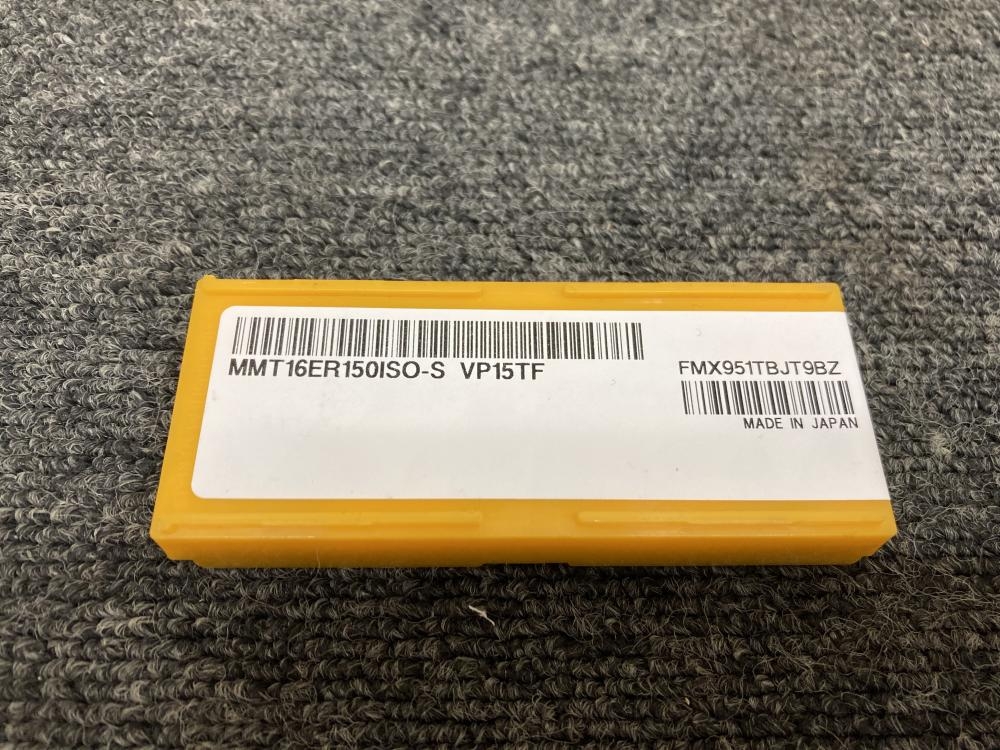 MMT16ER150ISO-S VP15TF
FMX951TBJT9BZ
MADE IN JAPAN